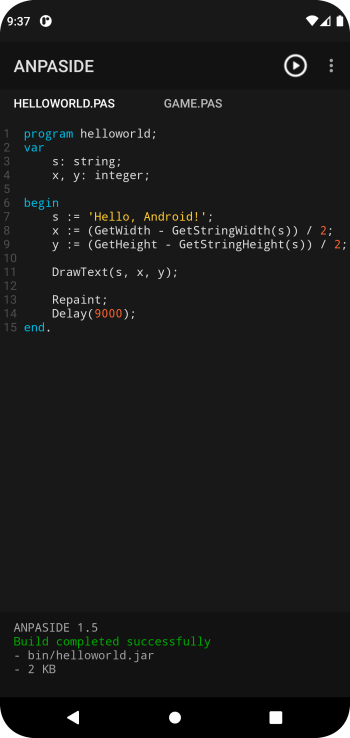 9:37
ANPASIDE
HELLOWORLD.PAS GAME.PAS
1 program helloworld;
2 var
3     s: string;
4     x, y: integer;
5
6 begin
7     s := 'Hello, Android!';
8     x := (GetWidth - GetStringWidth(s)) / 2;
9     y := (GetHeight - GetStringHeight(s)) / 2;
10
11     DrawText(s, x, y);
12
13     Repaint;
14     Delay(9000);
15 end.
ANPASIDE 1.5
Build completed successfully
- bin/helloworld.jar
- 2 KB